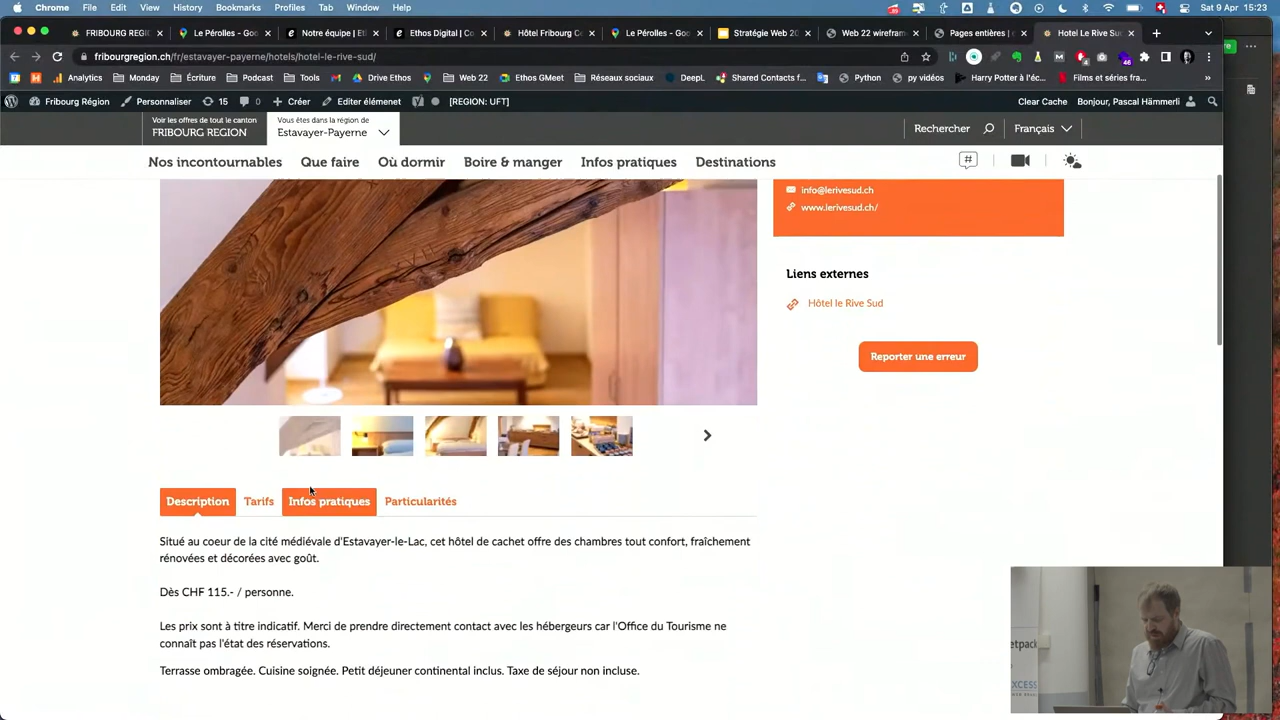 Chrome File Edit View History Bookmarks Profiles Tab Window Help Sat 9 Apr 15:23
FRIBOURG REGI Le Pérolles - Goo Notre équipe | Et Ethos Digital | Co Hôtel Fribourg C Le Pérolles - Goo Stratégie Web 20 Web 22 wirefram Pages entières | Hotel Le Rive Su
fribourgregion.ch/fr/estavayer-payerne/hotels/hotel-le-rive-sud/
Analytics Monday Écriture Podcast Tools Drive Ethos Web 22 Ethos GMeet Réseaux sociaux DeepL Shared Contacts f... Python py vidéos Harry Potter à l'éc... Films et séries fra...
Fribourg Région Personnaliser 15 0 Créer Editer élémenet [REGION: UFT] Clear Cache Bonjour, Pascal Hämmerli
Voir les offres de tout le canton
FRIBOURG REGION
Vous êtes dans la région de
Estavayer-Payerne
Rechercher Français
Nos incontournables Que faire Où dormir Boire & manger Infos pratiques Destinations
info@lerivesud.ch
www.lerivesud.ch/
Liens externes
Hôtel le Rive Sud
Reporter une erreur
Description Tarifs Infos pratiques Particularités
Situé au coeur de la cité médiévale d'Estavayer-le-Lac, cet hôtel de cachet offre des chambres tout confort, fraîchement
rénovées et décorées avec goût.
Dès CHF 115.- / personne.
Les prix sont à titre indicatif. Merci de prendre directement contact avec les hébergeurs car l'Office du Tourisme ne
connaît pas l'état des réservations.
Terrasse ombragée. Cuisine soignée. Petit déjeuner continental inclus. Taxe de séjour non incluse.
etpack
EXCESS